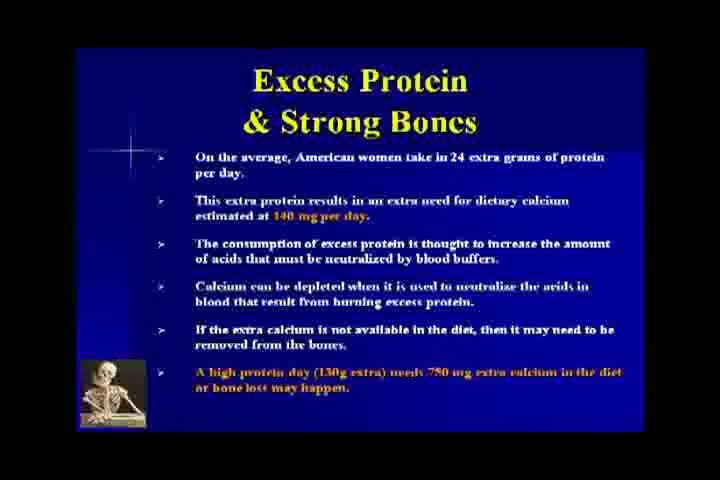 Excess Protein
& Strong Bones
On the average, American women take in 24 extra grams of protein
per day.
This extra protein results in an extra need for dietary calcium
estimated at 140 mg per day.
The consumption of excess protein is thought to increase the amount
of acids that must be neutralized by blood buffers.
Calcium can be depleted when it is used to neutralize the acids in
blood that result from burning excess protein.
If the extra calcium is not available in the diet, then it may need to be
removed from the bones.
A high protein day (130g extra) needs 750 mg extra calcium in the diet
or bone loss may happen.